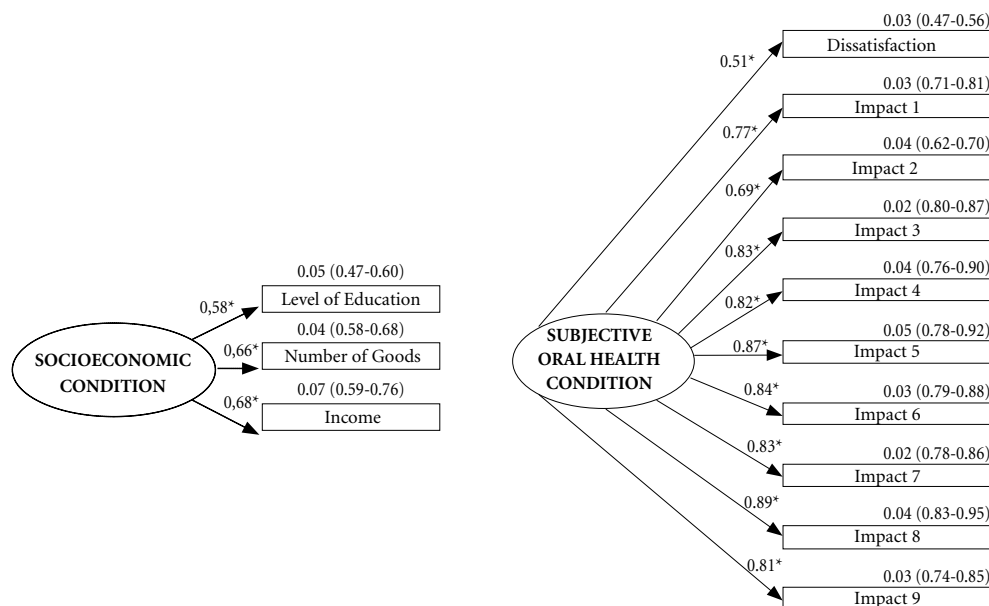 0.05 (0.47-0.60)
0,58*
Level of Education
0.04 (0.58-0.68)
SOCIOECONOMIC
CONDITION
0,66*
Number of Goods
0.07 (0.59-0.76)
0,68*
Income
0.03 (0.47-0.56)
0.51*
Dissatisfaction
0.03 (0.71-0.81)
0.77*
Impact 1
0.04 (0.62-0.70)
0.69*
Impact 2
0.02 (0.80-0.87)
0.83*
Impact 3
0.04 (0.76-0.90)
0.82*
Impact 4
SUBJECTIVE
ORAL HEALTH
CONDITION
0.05 (0.78-0.92)
0.87*
Impact 5
0.03 (0.79-0.88)
0.84*
Impact 6
0.02 (0.78-0.86)
0.83*
Impact 7
0.04 (0.83-0.95)
0.89*
Impact 8
0.03 (0.74-0.85)
0.81*
Impact 9